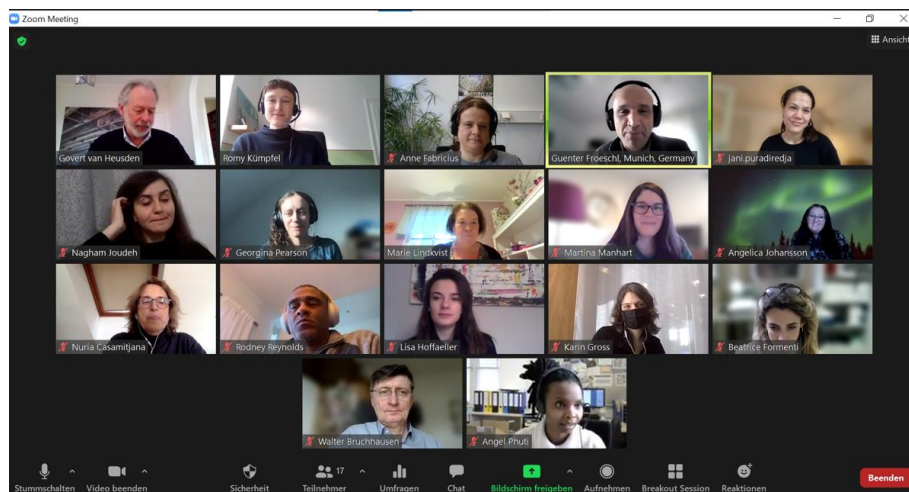 Zoom Meeting
Ansicht
Govert van Heusden
Romy Kümpfel
Anne Fabricius
Guenter Froeschl, Munich, Germany
jani.puradiredja
Nagham Joudeh
Georgina Pearson
Marie Lindkvist
Martina Manhart
Angelica Johansson
Nuria Casamitjana
Rodney Reynolds
Lisa Hoffaeller
Karin Gross
Beatrice Formenti
Walter Bruchhausen
Angel Phuti
17
Stummschalten
Video beenden
Sicherheit
Teilnehmer
Umfragen
Chat
Bildschirm freigeben
Aufnehmen
Breakout Session
Reaktionen
Beenden